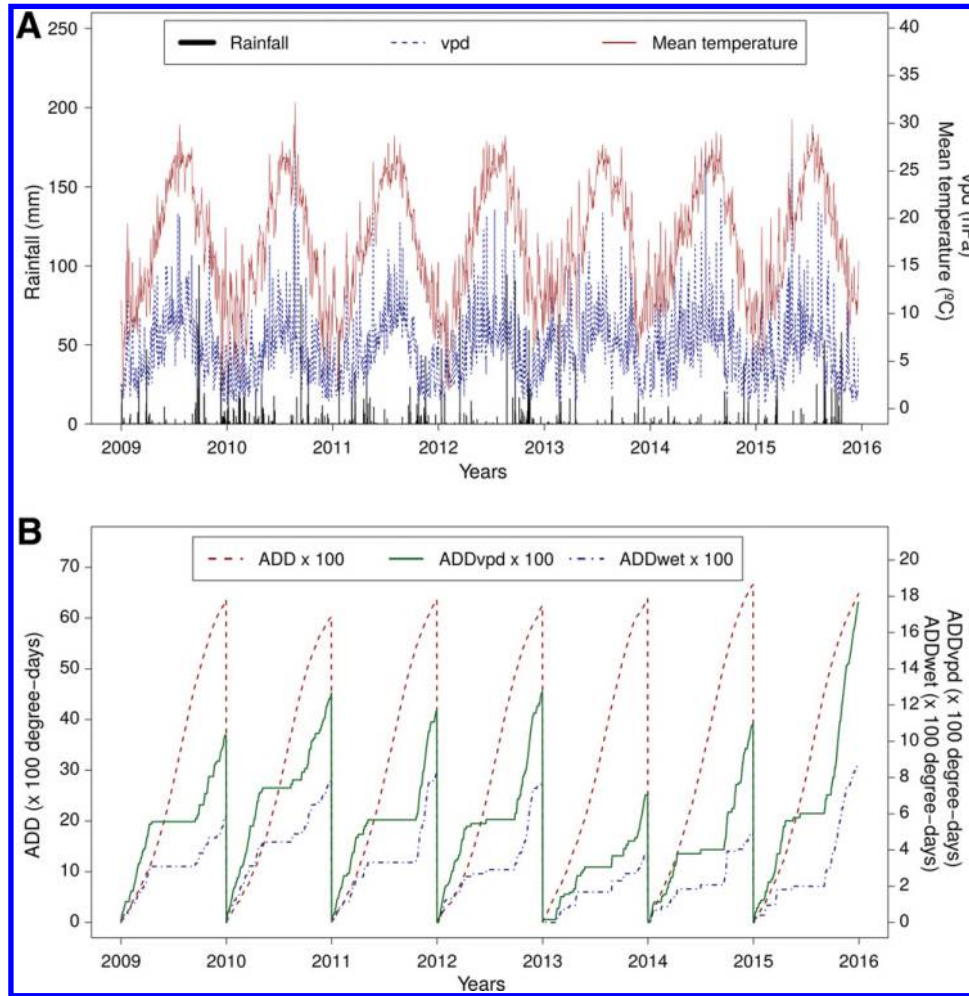 A
250
200
150
100
50
0
Rainfall (mm)
Rainfall
vpd
Mean temperature
40
35
30
25
20
15
10
5
0
vpd (hPa)
Mean temperature (ºC)
2009 2010 2011 2012 2013 2014 2015 2016
Years
B
70
60
50
40
30
20
10
0
ADD (x 100 degree-days)
ADD x 100
ADDvpd x 100
ADDwet x 100
20
18
16
14
12
10
8
6
4
2
0
ADDvpd (x 100 degree-days)
ADDwet (x 100 degree-days)
2009 2010 2011 2012 2013 2014 2015 2016
Years